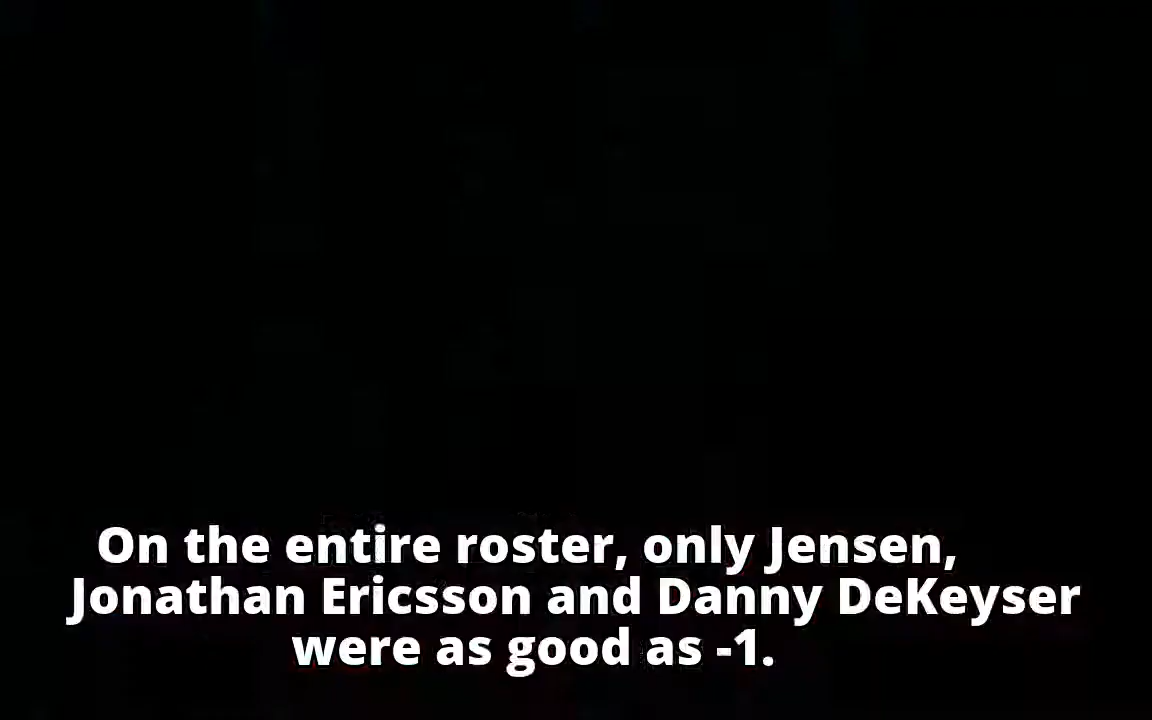 On the entire roster, only Jensen,
Jonathan Ericsson and Danny DeKeyser
were as good as -1.